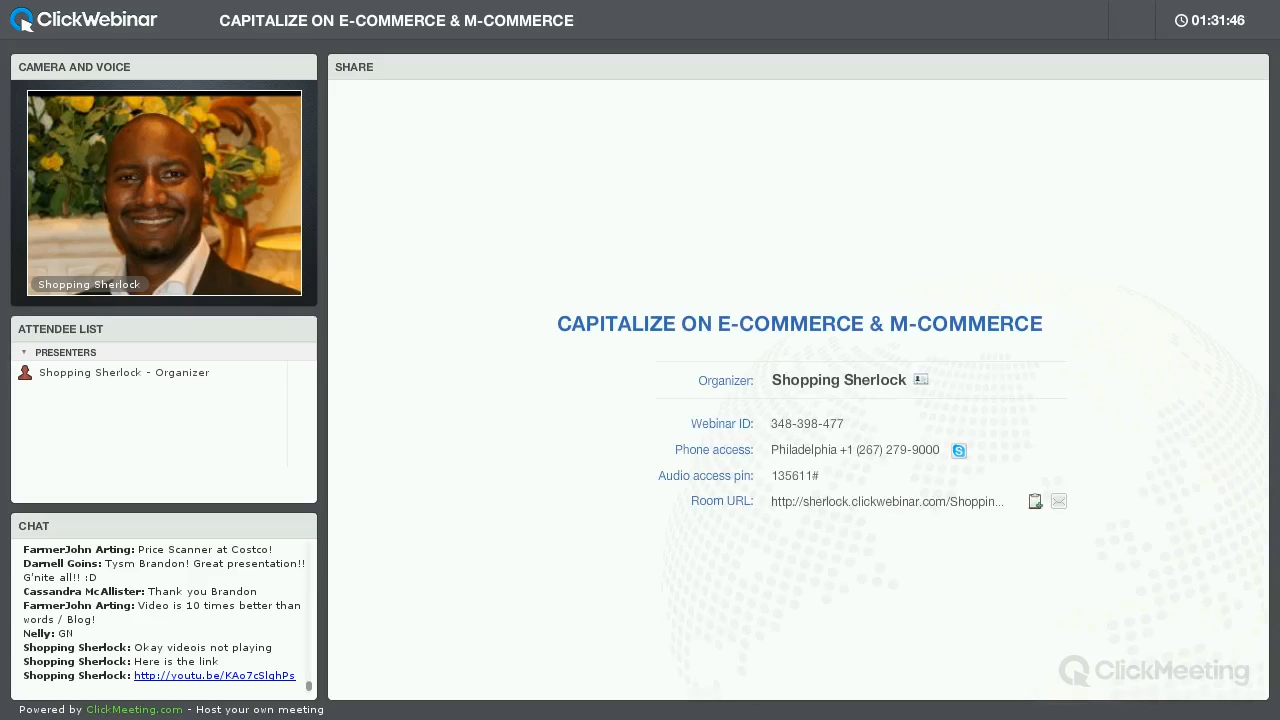 ClickWebinar
CAPITALIZE ON E-COMMERCE & M-COMMERCE
01:31:46
CAMERA AND VOICE
Shopping Sherlock
ATTENDEE LIST
PRESENTERS
Shopping Sherlock - Organizer
CHAT
FarmerJohn Arting: Price Scanner at Costco!
Darnell Goins: Tysm Brandon! Great presentation!!
G'nite all!! :D
Cassandra McAllister: Thank you Brandon
FarmerJohn Arting: Video is 10 times better than
words / Blog!
Nelly: GN
Shopping Sherlock: Okay videois not playing
Shopping Sherlock: Here is the link
Shopping Sherlock: http://youtu.be/KAo7cSlqhPs
SHARE
CAPITALIZE ON E-COMMERCE & M-COMMERCE
Organizer: Shopping Sherlock
Webinar ID: 348-398-477
Phone access: Philadelphia +1 (267) 279-9000
Audio access pin: 135611#
Room URL: http://sherlock.clickwebinar.com/Shoppin...
ClickMeeting
Powered by ClickMeeting.com - Host your own meeting